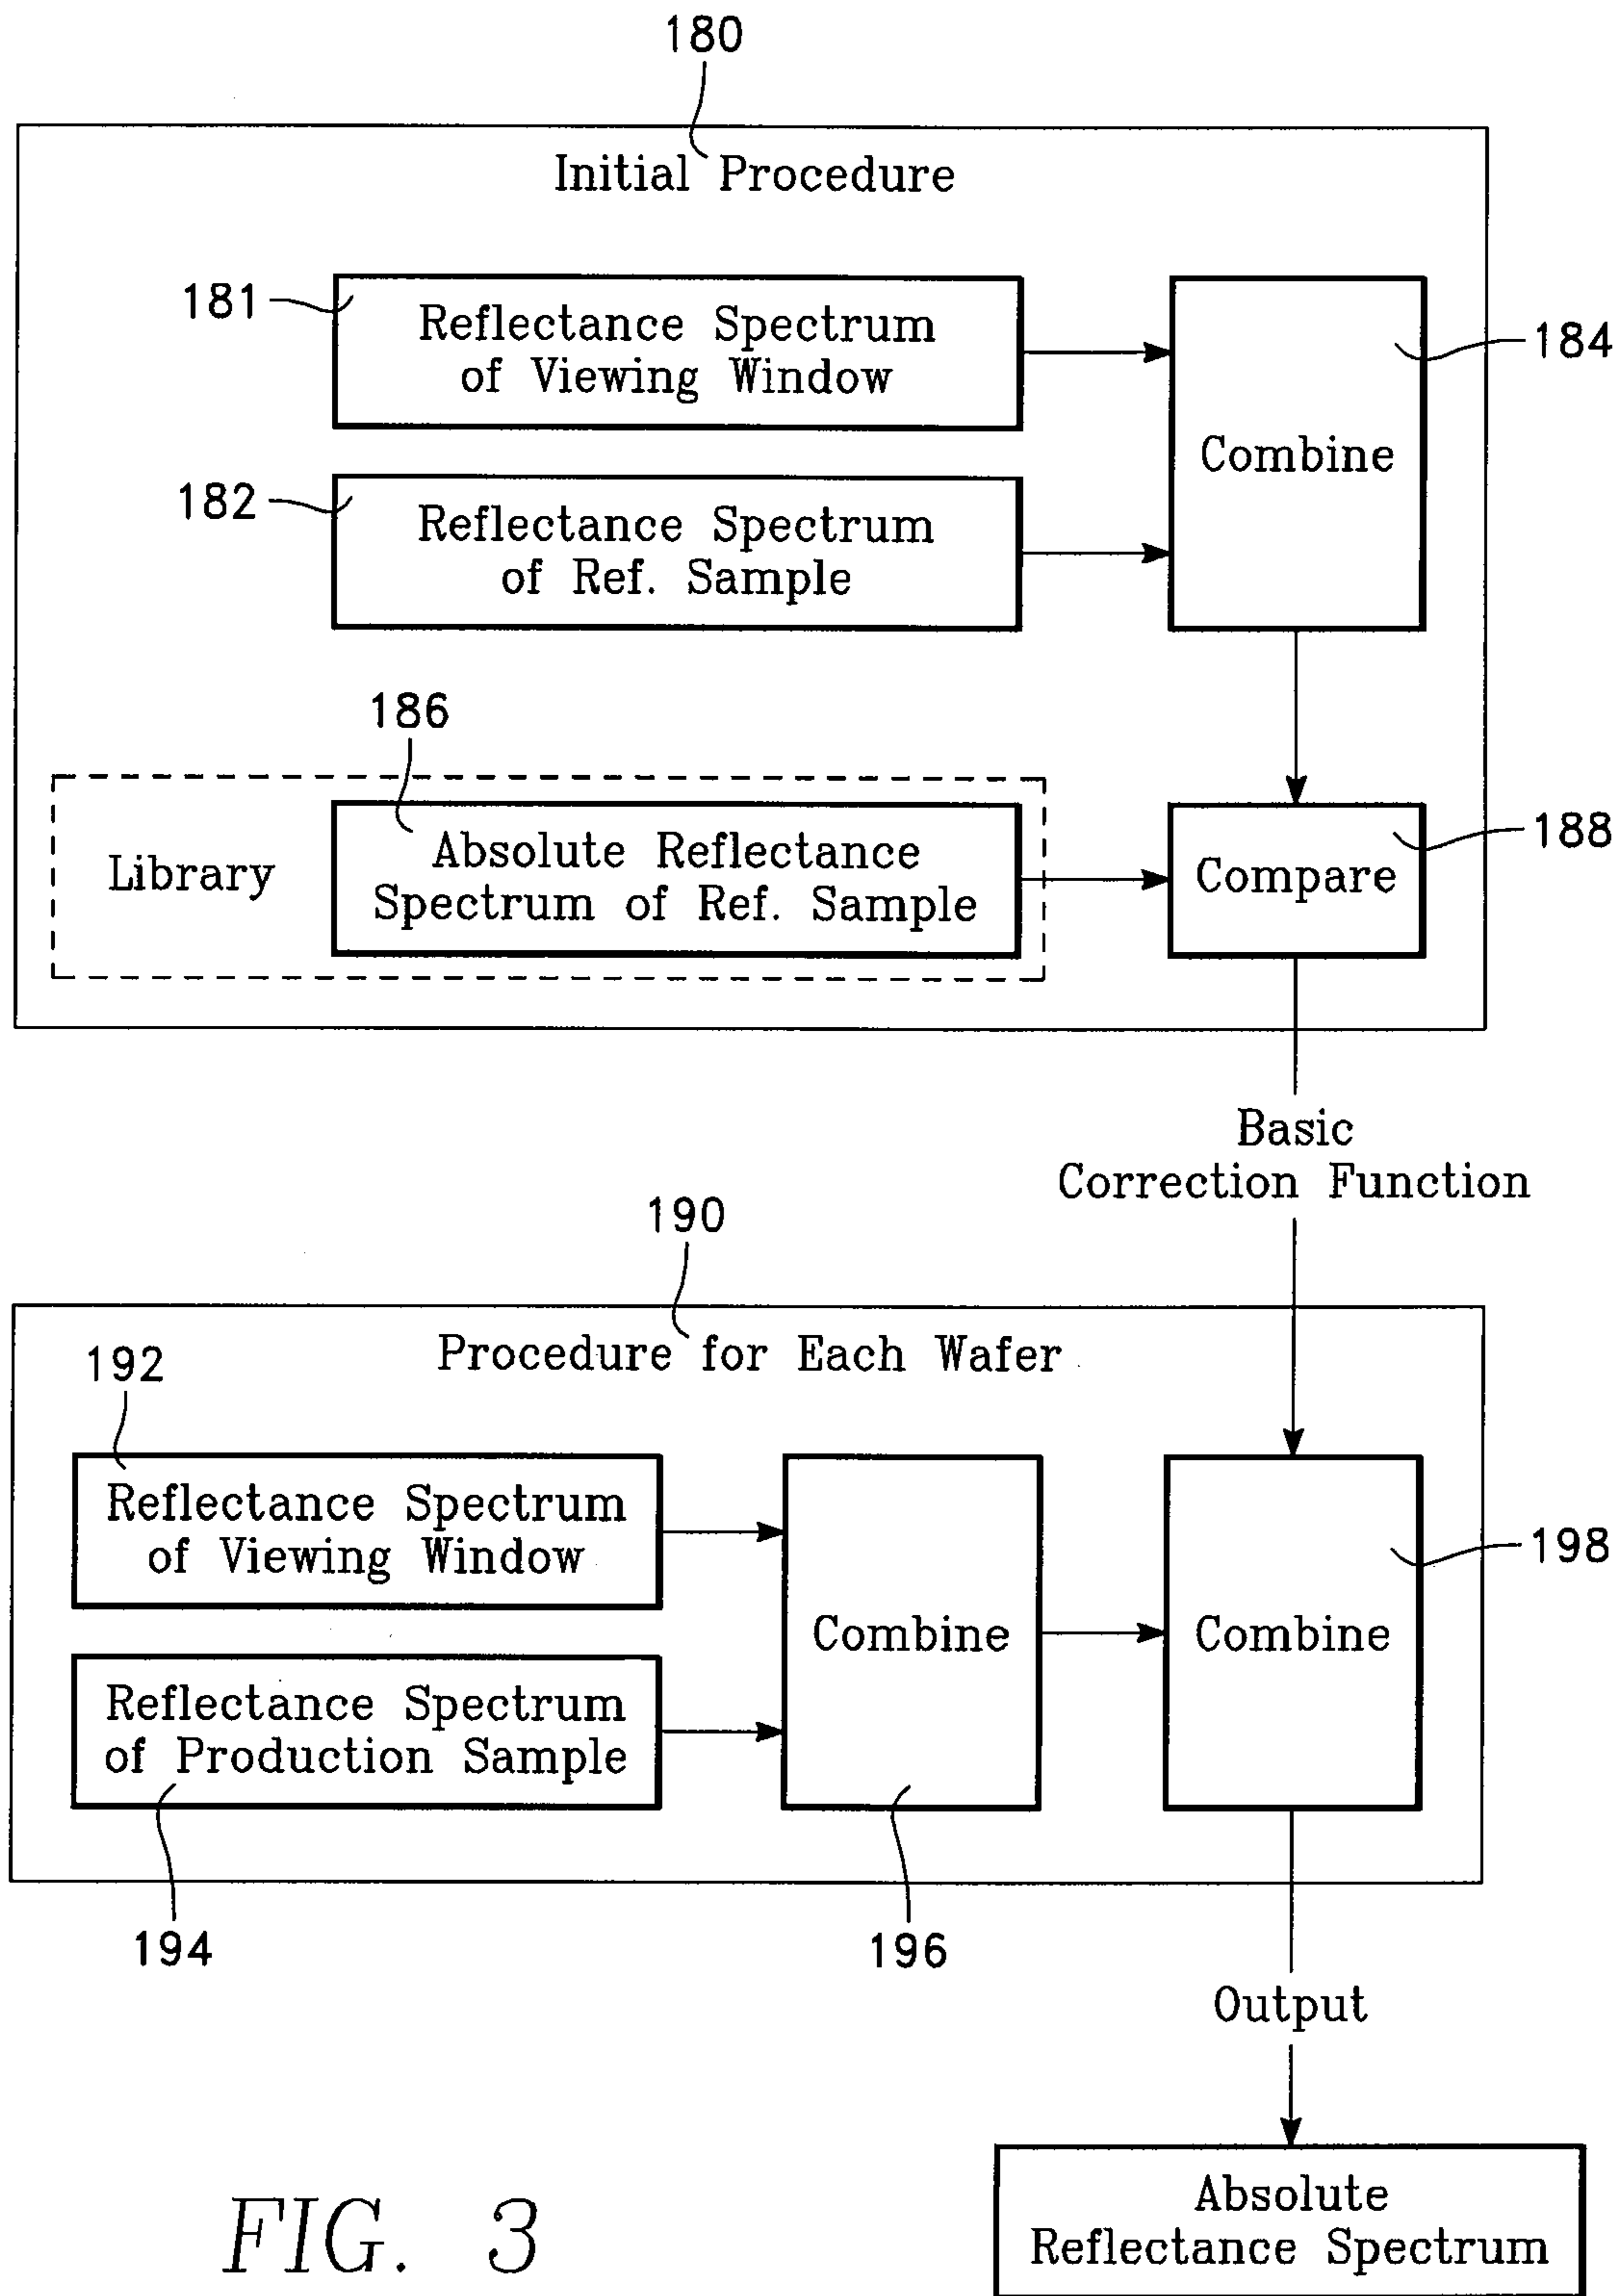 180
Initial Procedure
181
Reflectance Spectrum
of Viewing Window
184
Combine
182
Reflectance Spectrum
of Ref. Sample
186
Library
Absolute Reflectance
Spectrum of Ref. Sample
188
Compare
Basic
Correction Function
190
Procedure for Each Wafer
192
Reflectance Spectrum
of Viewing Window
198
Combine
Combine
Reflectance Spectrum
of Production Sample
194
196
Output
Absolute
Reflectance Spectrum
FIG. 3